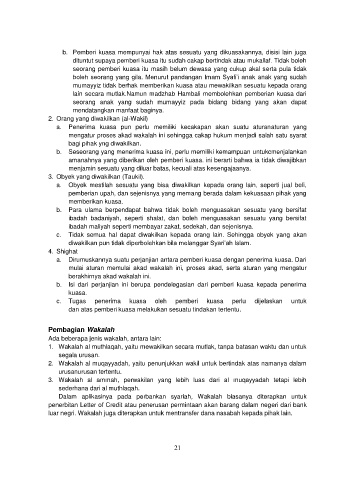 b. Pemberi kuasa mempunyai hak atas sesuatu yang dikuasakannya, disisi lain juga
dituntut supaya pemberi kuasa itu sudah cakap bertindak atau mukallaf. Tidak boleh
seorang pemberi kuasa itu masih belum dewasa yang cukup akal serta pula tidak
boleh seorang yang gila. Menurut pandangan Imam Syafi'i anak anak yang sudah
mumayyiz tidak berhak memberikan kuasa atau mewakilkan sesuatu kepada orang
lain secara mutlak.Namun madzhab Hambali membolehkan pemberian kuasa dari
seorang anak yang sudah mumayyiz pada bidang bidang yang akan dapat
mendatangkan manfaat baginya.
2. Orang yang diwakilkan (al-Wakil)
a. Penerima kuasa pun perlu memiliki kecakapan akan suatu aturanaturan yang
mengatur proses akad wakalah ini sehingga cakap hukum menjadi salah satu syarat
bagi pihak yng diwakilkan.
b. Seseorang yang menerima kuasa ini, perlu memiliki kemampuan untukcmenjalankan
amanahnya yang diberikan oleh pemberi kuasa. ini berarti bahwa ia tidak diwajibkan
menjamin sesuatu yang diluar batas, kecuali atas kesengajaanya.
3. Obyek yang diwakilkan (Taukil).
a. Obyek mestilah sesuatu yang bisa diwakilkan kepada orang lain, seperti jual beli,
pemberian upah, dan sejenisnya yang memang berada dalam kekuasaan pihak yang
memberikan kuasa.
b. Para ulama berpendapat bahwa tidak boleh menguasakan sesuatu yang bersifat
ibadah badaniyah, seperti shalat, dan boleh menguasakan sesuatu yang bersifat
ibadah maliyah seperti membayar zakat, sedekah, dan sejenisnya.
c. Tidak semua hal dapat diwakilkan kepada orang lain. Sehingga obyek yang akan
diwakilkan pun tidak diperbolehkan bila melanggar Syari'ah Islam.
4. Shighat
a. Dirumuskannya suatu perjanjian antara pemberi kuasa dengan penerima kuasa. Dari
mulai aturan memulai akad wakalah ini, proses akad, serta aturan yang mengatur
berakhirnya akad wakalah ini.
b. Isi dari perjanjian ini berupa pendelegasian dari pemberi kuasa kepada penerima
kuasa.
c. Tugas penerima kuasa oleh pemberi kuasa perlu dijelaskan untuk
dan atas pemberi kuasa melakukan sesuatu tindakan tertentu.
Pembagian Wakalah
Ada beberapa jenis wakalah, antara lain:
1. Wakalah al muthlaqah, yaitu mewakilkan secara mutlak, tanpa batasan waktu dan untuk
segala urusan.
2. Wakalah al muqayyadah, yaitu penunjukkan wakil untuk bertindak atas namanya dalam
urusanurusan tertentu.
3. Wakalah al ammah, perwakilan yang lebih luas dari al muqayyadah tetapi lebih
sederhana dari al muthlaqah.
Dalam aplikasinya pada perbankan syariah, Wakalah biasanya diterapkan untuk
penerbitan Letter of Credit atau penerusan permintaan akan barang dalam negeri dari bank
luar negri. Wakalah juga diterapkan untuk mentransfer dana nasabah kepada pihak lain.
21